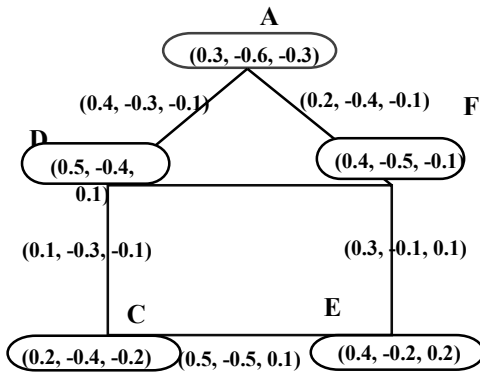 A
(0.3, -0.6, -0.3)
(0.4, -0.3, -0.1)
(0.2, -0.4, -0.1)
F
D
(0.5, -0.4,
0.1)
(0.4, -0.5, -0.1)
(0.1, -0.3, -0.1)
(0.3, -0.1, 0.1)
C
E
(0.2, -0.4, -0.2)
(0.5, -0.5, 0.1)
(0.4, -0.2, 0.2)